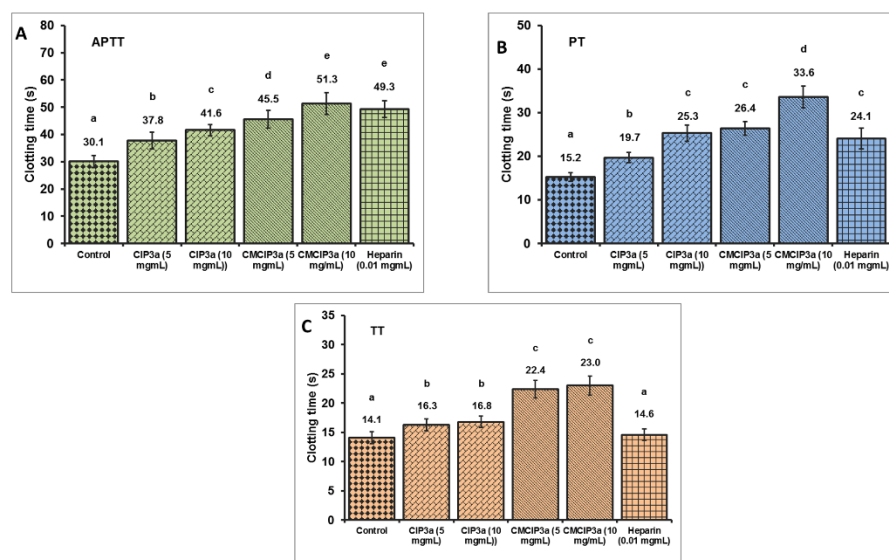 A
APTT
Clotting time (s)
80
70
60
50
40
30
20
10
0
a
30.1
b
37.8
c
41.6
d
45.5
e
51.3
e
49.3
Control
CIP3a (5 mgmL)
CIP3a (10 mgmL))
CMCIP3a (5 mgmL)
CMCIP3a (10 mg/mL)
Heparin (0.01 mgmL)
B
PT
Clotting time (s)
50
40
30
20
10
0
a
15.2
b
19.7
c
25.3
c
26.4
d
33.6
c
24.1
Control
CIP3a (5 mgmL)
CIP3a (10 mgmL))
CMCIP3a (5 mgmL)
CMCIP3a (10 mg/mL)
Heparin (0.01 mgmL)
C
TT
Clotting time (s)
35
30
25
20
15
10
5
0
a
14.1
b
16.3
b
16.8
c
22.4
c
23.0
a
14.6
Control
CIP3a (5 mgmL)
CIP3a (10 mgmL))
CMCIP3a (5 mgmL)
CMCIP3a (10 mg/mL)
Heparin (0.01 mgmL)